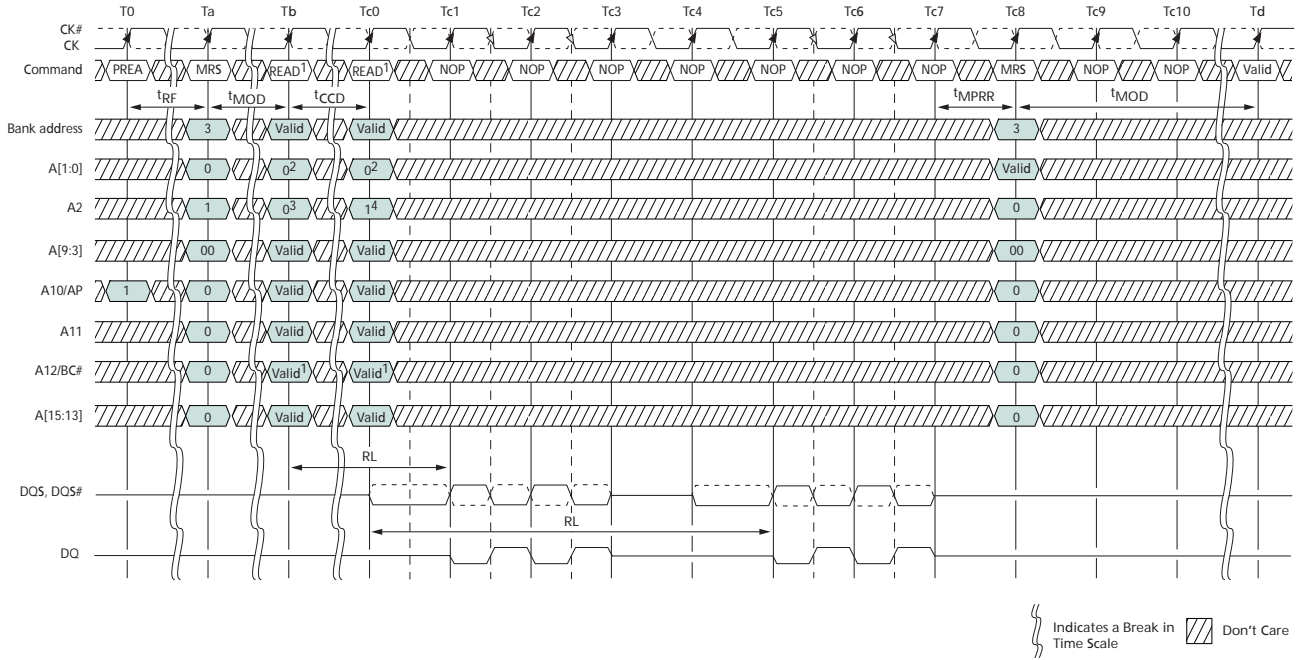 T0 Ta Tb Tc0 Tc1 Tc2 Tc3 Tc4 Tc5 Tc6 Tc7 Tc8 Tc9 Tc10 Td
CK#
CK
Command PREA MRS READ1 READ1 NOP NOP NOP NOP NOP NOP NOP MRS NOP NOP Valid
tRF tMOD tCCD tMPRR tMOD
Bank address 3 Valid Valid 3
A[1:0] 0 02 02 Valid
A2 1 03 14 0
A[9:3] 00 Valid Valid 00
A10/AP 1 0 Valid Valid 0
A11 0 Valid Valid 0
A12/BC# 0 Valid1 Valid1 0
A[15:13] 0 Valid Valid 0
RL
DQS, DQS#
RL
DQ
Indicates a Break in
Time Scale
Don't Care